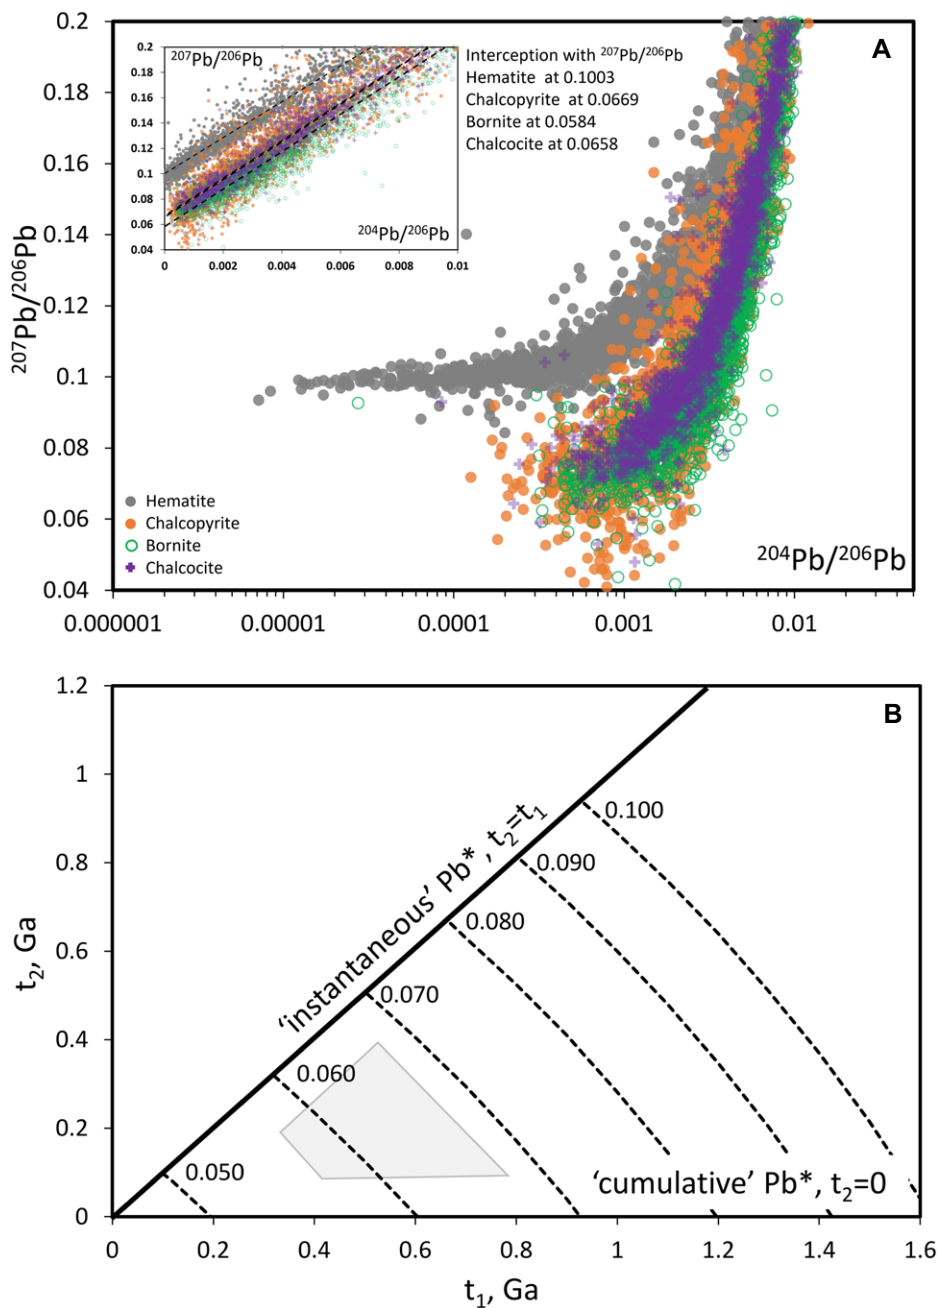 A
0.2
0.18
0.16
0.14
0.12
0.1
0.08
0.06
0.04
²⁰⁷Pb/²⁰⁶Pb
0.2
0.18
0.16
0.14
0.12
0.1
0.08
0.06
0.04
²⁰⁷Pb/²⁰⁶Pb
²⁰⁴Pb/²⁰⁶Pb
0
0.002
0.004
0.006
0.008
0.01
Interception with ²⁰⁷Pb/²⁰⁶Pb
Hematite at 0.1003
Chalcopyrite at 0.0669
Bornite at 0.0584
Chalcocite at 0.0658
Hematite
Chalcopyrite
Bornite
Chalcocite
²⁰⁴Pb/²⁰⁶Pb
0.000001
0.00001
0.0001
0.001
0.01
B
1.2
1
0.8
0.6
0.4
0.2
0
t₂, Ga
'instantaneous' Pb*, t₂=t₁
0.100
0.090
0.080
0.070
0.060
0.050
'cumulative' Pb*, t₂=0
0
0.2
0.4
0.6
0.8
1
1.2
1.4
1.6
t₁, Ga